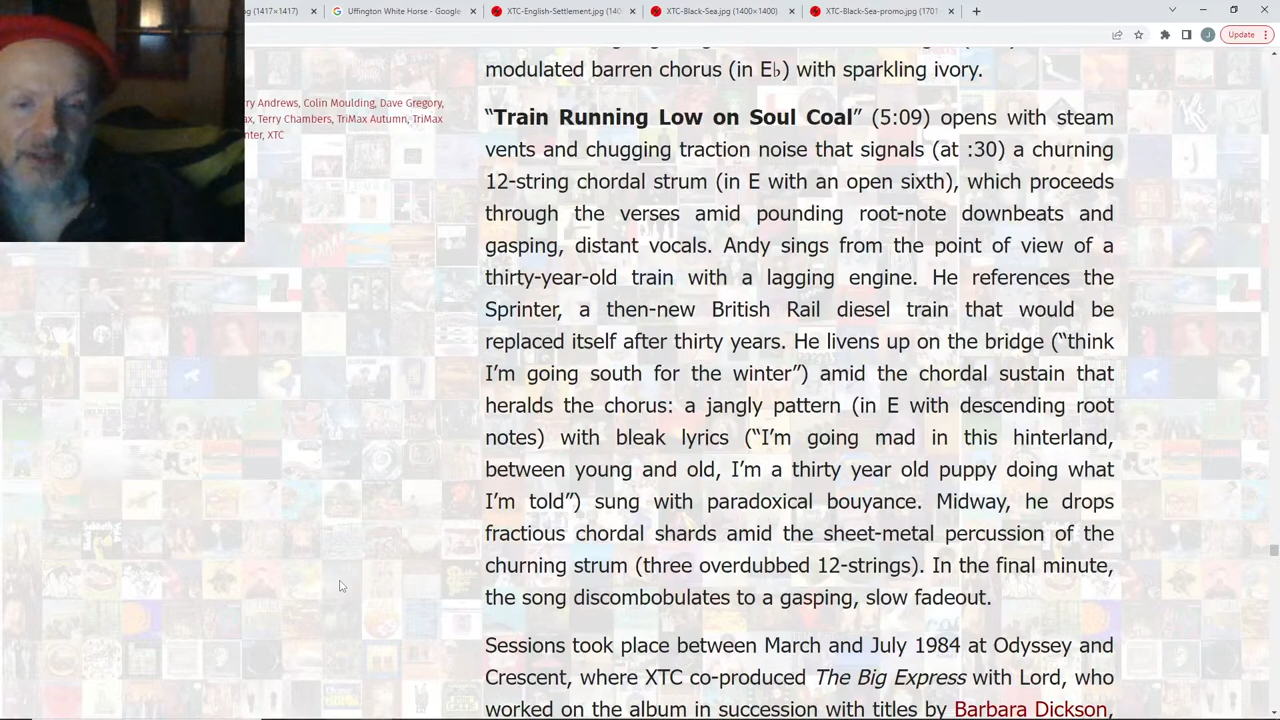 (1417×1417)
Uffington White Horse - Google
XTC-English-Settlement.jpg (140
XTC-Black-Sea.jpg (1400×1400)
XTC-Black-Sea-promo.jpg (1701
Update
modulated barren chorus (in E♭) with sparkling ivory.
ry Andrews, Colin Moulding, Dave Gregory,
ax, Terry Chambers, TriMax Autumn, TriMax
nter, XTC
“Train Running Low on Soul Coal” (5:09) opens with steam
vents and chugging traction noise that signals (at :30) a churning
12-string chordal strum (in E with an open sixth), which proceeds
through the verses amid pounding root-note downbeats and
gasping, distant vocals. Andy sings from the point of view of a
thirty-year-old train with a lagging engine. He references the
Sprinter, a then-new British Rail diesel train that would be
replaced itself after thirty years. He livens up on the bridge (“think
I’m going south for the winter”) amid the chordal sustain that
heralds the chorus: a jangly pattern (in E with descending root
notes) with bleak lyrics (“I’m going mad in this hinterland,
between young and old, I’m a thirty year old puppy doing what
I’m told”) sung with paradoxical bouyance. Midway, he drops
fractious chordal shards amid the sheet-metal percussion of the
churning strum (three overdubbed 12-strings). In the final minute,
the song discombobulates to a gasping, slow fadeout.
Sessions took place between March and July 1984 at Odyssey and
Crescent, where XTC co-produced The Big Express with Lord, who
worked on the album in succession with titles by Barbara Dickson,